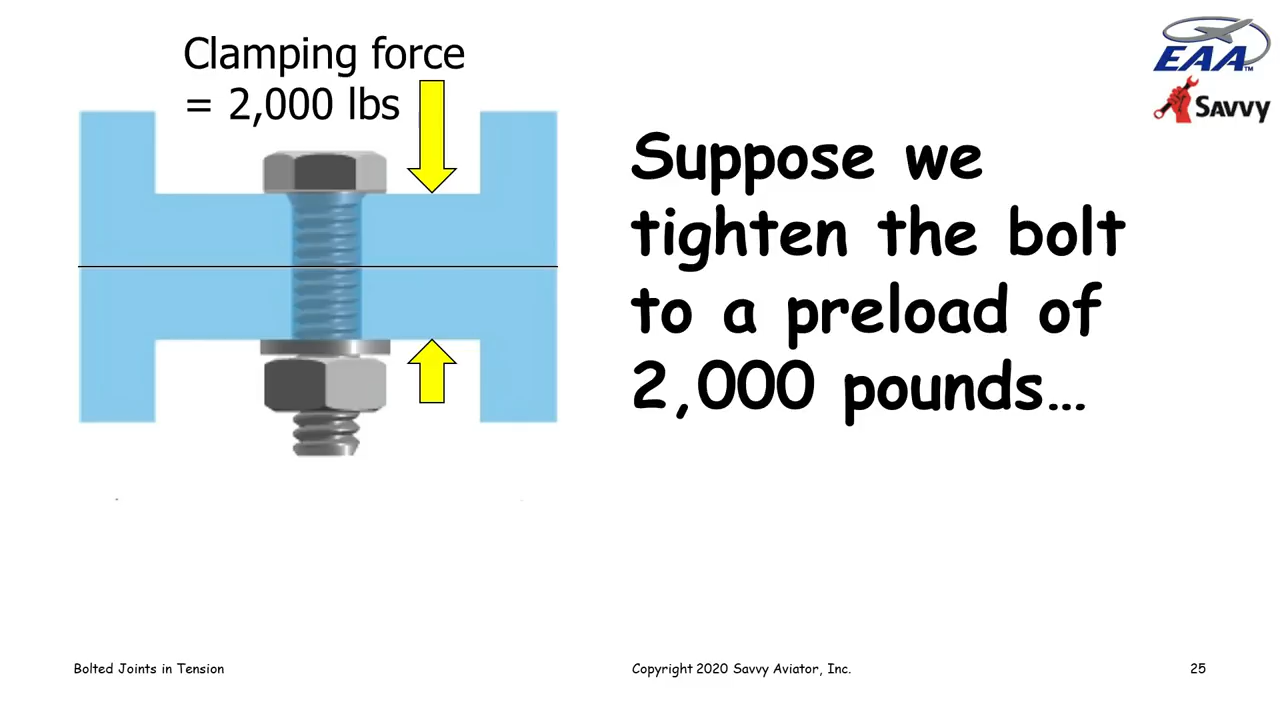 Clamping force
= 2,000 lbs
EAA™
SAVVY
Suppose we
tighten the bolt
to a preload of
2,000 pounds…
Bolted Joints in Tension
Copyright 2020 Savvy Aviator, Inc.
25